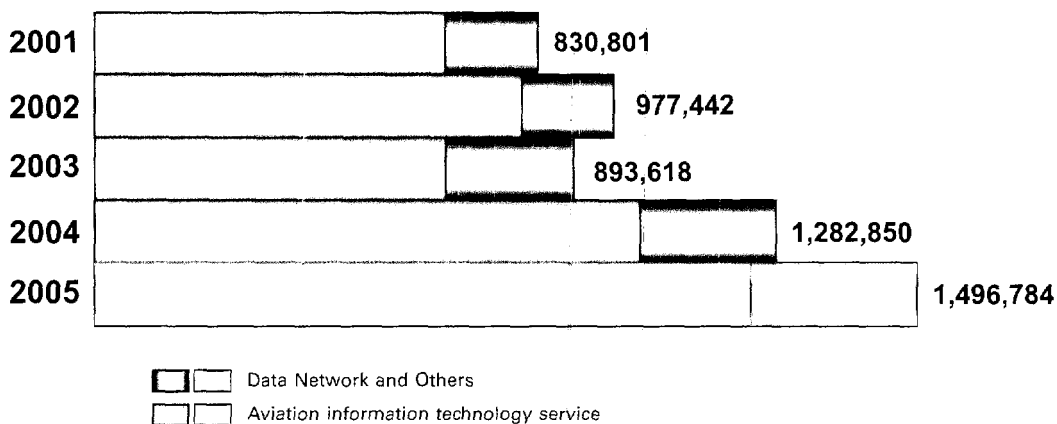 2001 830,801
2002 977,442
2003 893,618
2004 1,282,850
2005 1,496,784
Data Network and Others
Aviation information technology service